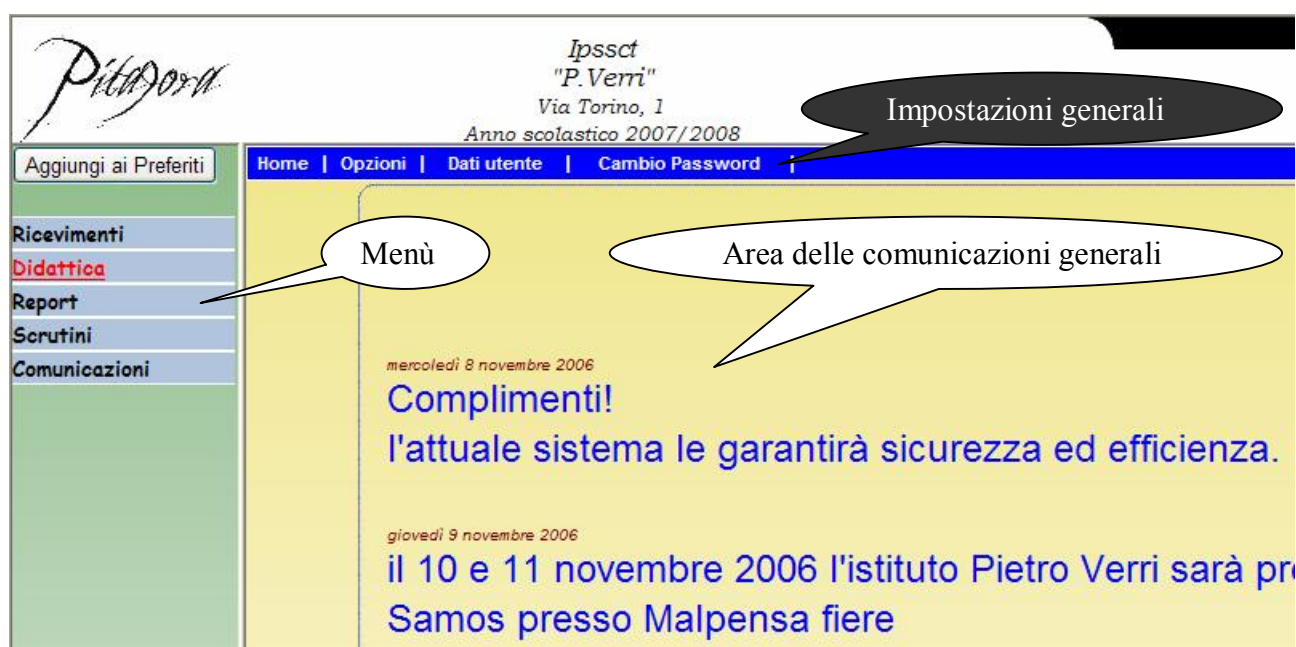 Pitagora
Ipssct
"P.Verri"
Via Torino, 1
Anno scolastico 2007/2008
Impostazioni generali
Aggiungi ai Preferiti
Home | Opzioni | Dati utente | Cambio Password |
Ricevimenti
Didattica
Report
Scrutini
Comunicazioni
Menù
Area delle comunicazioni generali
mercoledì 8 novembre 2006
Complimenti!
l'attuale sistema le garantirà sicurezza ed efficienza.
giovedì 9 novembre 2006
il 10 e 11 novembre 2006 l'istituto Pietro Verri sarà
Samos presso Malpensa fiere